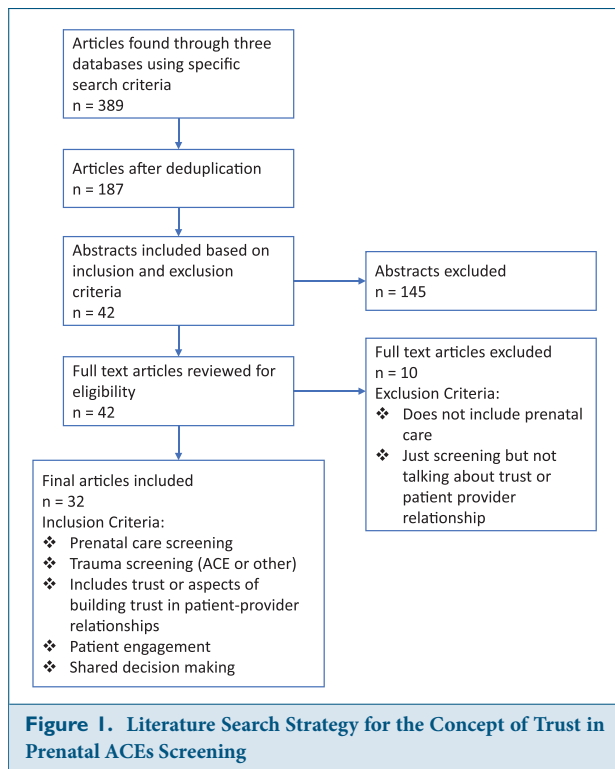 Articles found through three
databases using specific
search criteria
n = 389
Articles after deduplication
n = 187
Abstracts included based on
inclusion and exclusion
criteria
n = 42
Abstracts excluded
n = 145
Full text articles reviewed for
eligibility
n = 42
Full text articles excluded
n = 10
Exclusion Criteria:
❖ Does not include prenatal
care
❖ Just screening but not
talking about trust or
patient provider
relationship
Final articles included
n = 32
Inclusion Criteria:
❖ Prenatal care screening
❖ Trauma screening (ACE or other)
❖ Includes trust or aspects of
building trust in patient-provider
relationships
❖ Patient engagement
❖ Shared decision making
Figure 1. Literature Search Strategy for the Concept of Trust in
Prenatal ACEs Screening